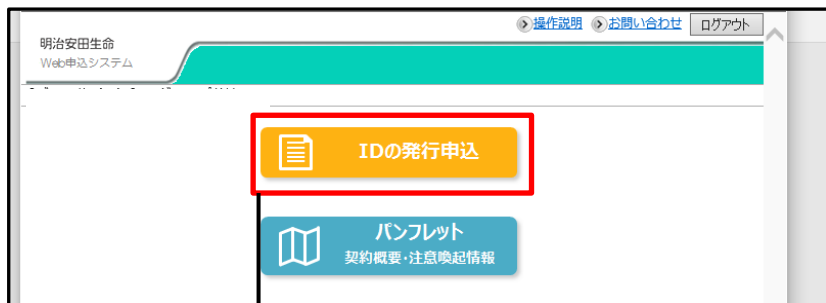 操作説明 お問い合わせ ログアウト
明治安田生命
Web申込システム
IDの発行申込
パンフレット
契約概要・注意喚起情報